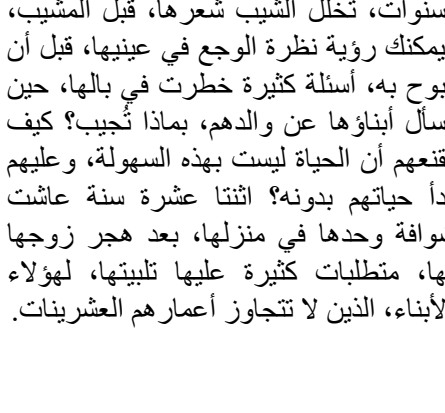 سنوات، تخلل الشيب شعرها، قبل المشيب،
يمكنك رؤية نظرة الوجع في عينيها، قبل أن
بوح به، أسئلة كثيرة خطرت في بالها، حين
سأل أبناؤها عن والدهم، بماذا تُجيب؟ كيف
قنعهم أن الحياة ليست بهذه السهولة، وعليهم
دأ حياتهم بدونه؟ اثنتا عشرة سنة عاشت
وافة وحدها في منزلها، بعد هجر زوجها
ها، متطلبات كثيرة عليها تلبيتها، لهؤلاء
لأبناء، الذين لا تتجاوز أعمارهم العشرينات.